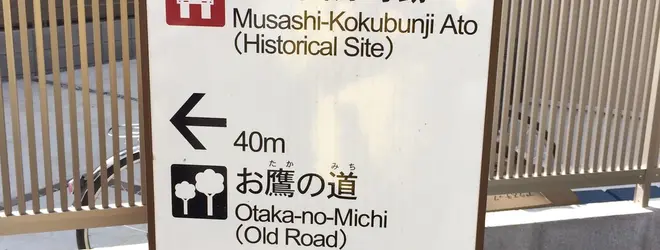 Musashi-Kokubunji Ato
(Historical Site)
40m
たか みち
お鷹の道
Otaka-no-Michi
(Old Road)